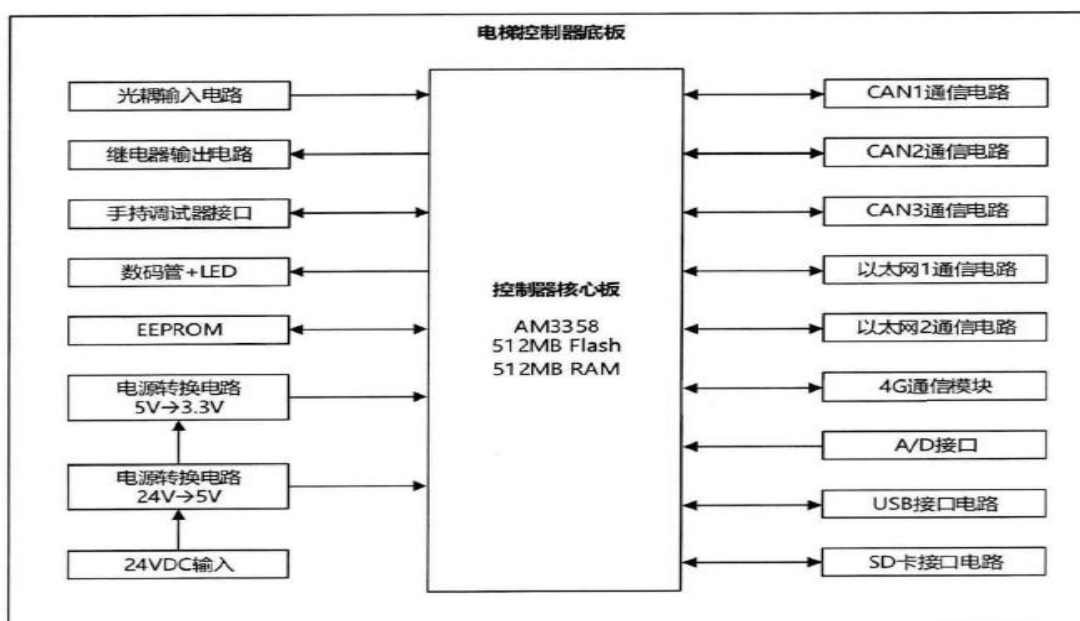 电梯控制器底板
光耦输入电路
继电器输出电路
手持调试器接口
数码管+LED
EEPROM
电源转换电路
5V→3.3V
电源转换电路
24V→5V
24VDC输入
控制器核心板
AM3358
512MB Flash
512MB RAM
CAN1通信电路
CAN2通信电路
CAN3通信电路
以太网1通信电路
以太网2通信电路
4G通信模块
A/D接口
USB接口电路
SD卡接口电路